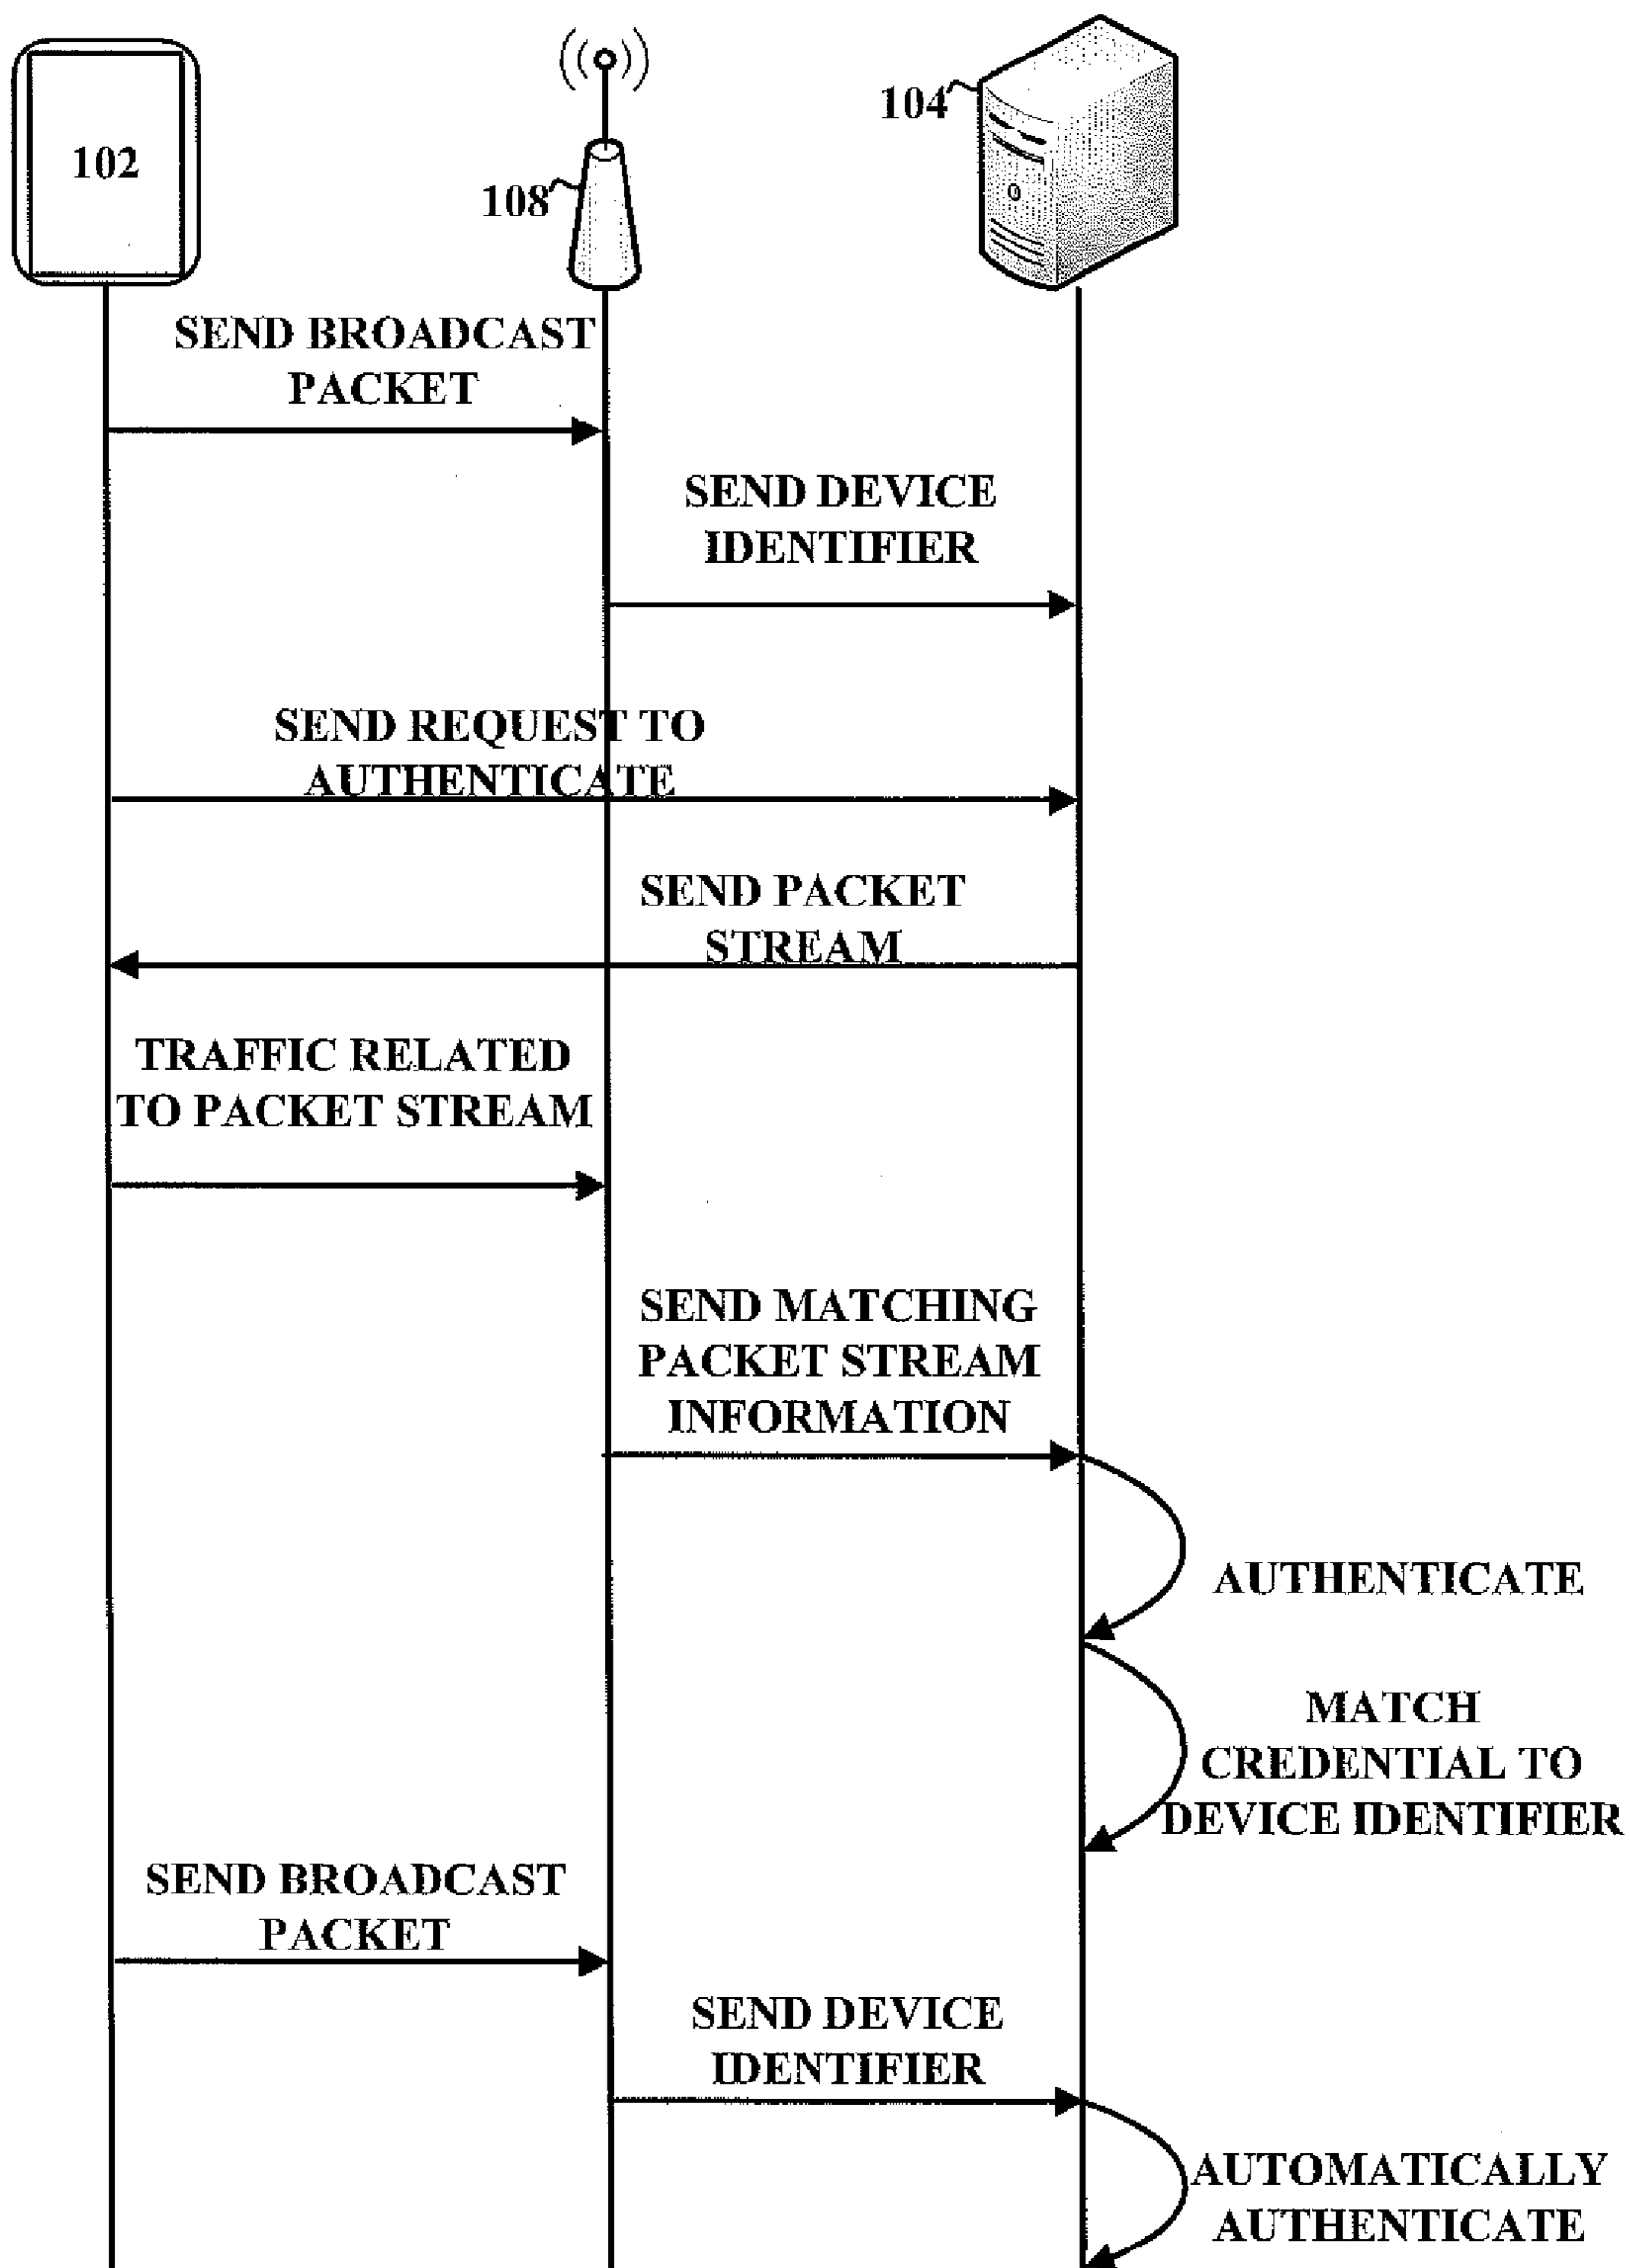 102
108
104
SEND BROADCAST
PACKET
SEND DEVICE
IDENTIFIER
SEND REQUEST TO
AUTHENTICATE
SEND PACKET
STREAM
TRAFFIC RELATED
TO PACKET STREAM
SEND MATCHING
PACKET STREAM
INFORMATION
AUTHENTICATE
MATCH
CREDENTIAL TO
DEVICE IDENTIFIER
SEND BROADCAST
PACKET
SEND DEVICE
IDENTIFIER
AUTOMATICALLY
AUTHENTICATE